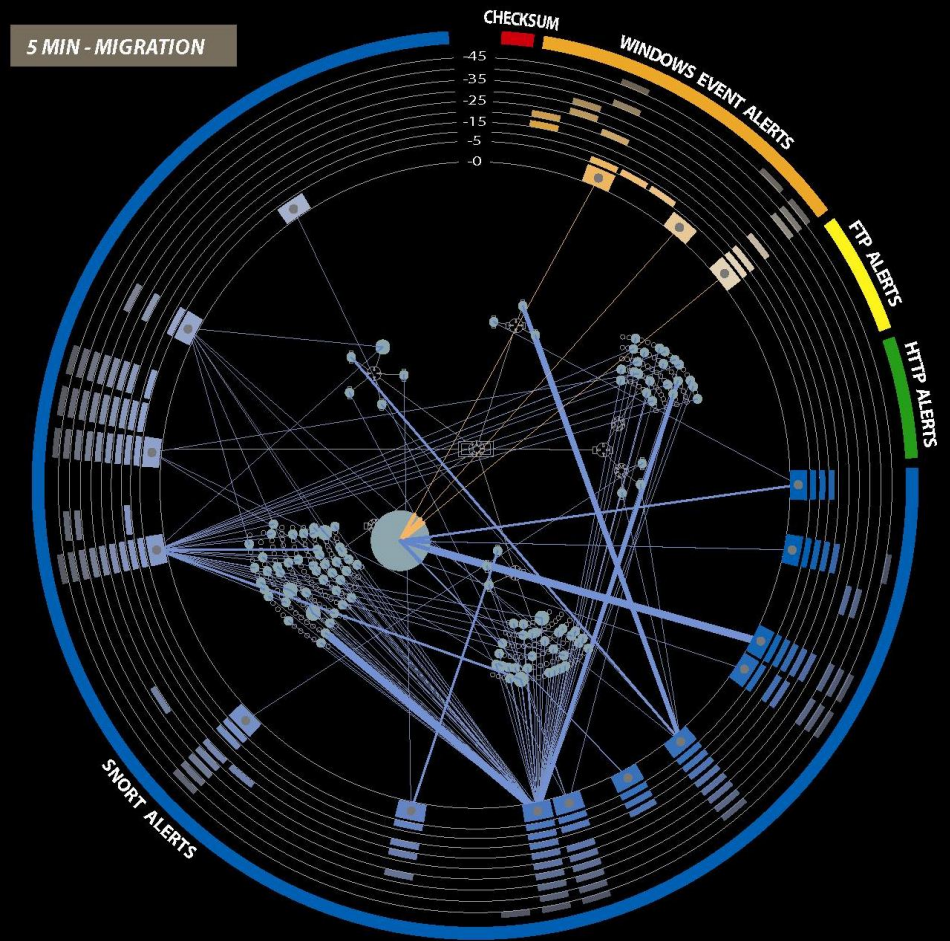 5 MIN - MIGRATION
CHECKSUM
WINDOWS EVENT ALERTS
FTP ALERTS
HTTP ALERTS
SNORT ALERTS
-45
-35
-25
-15
-5
-0